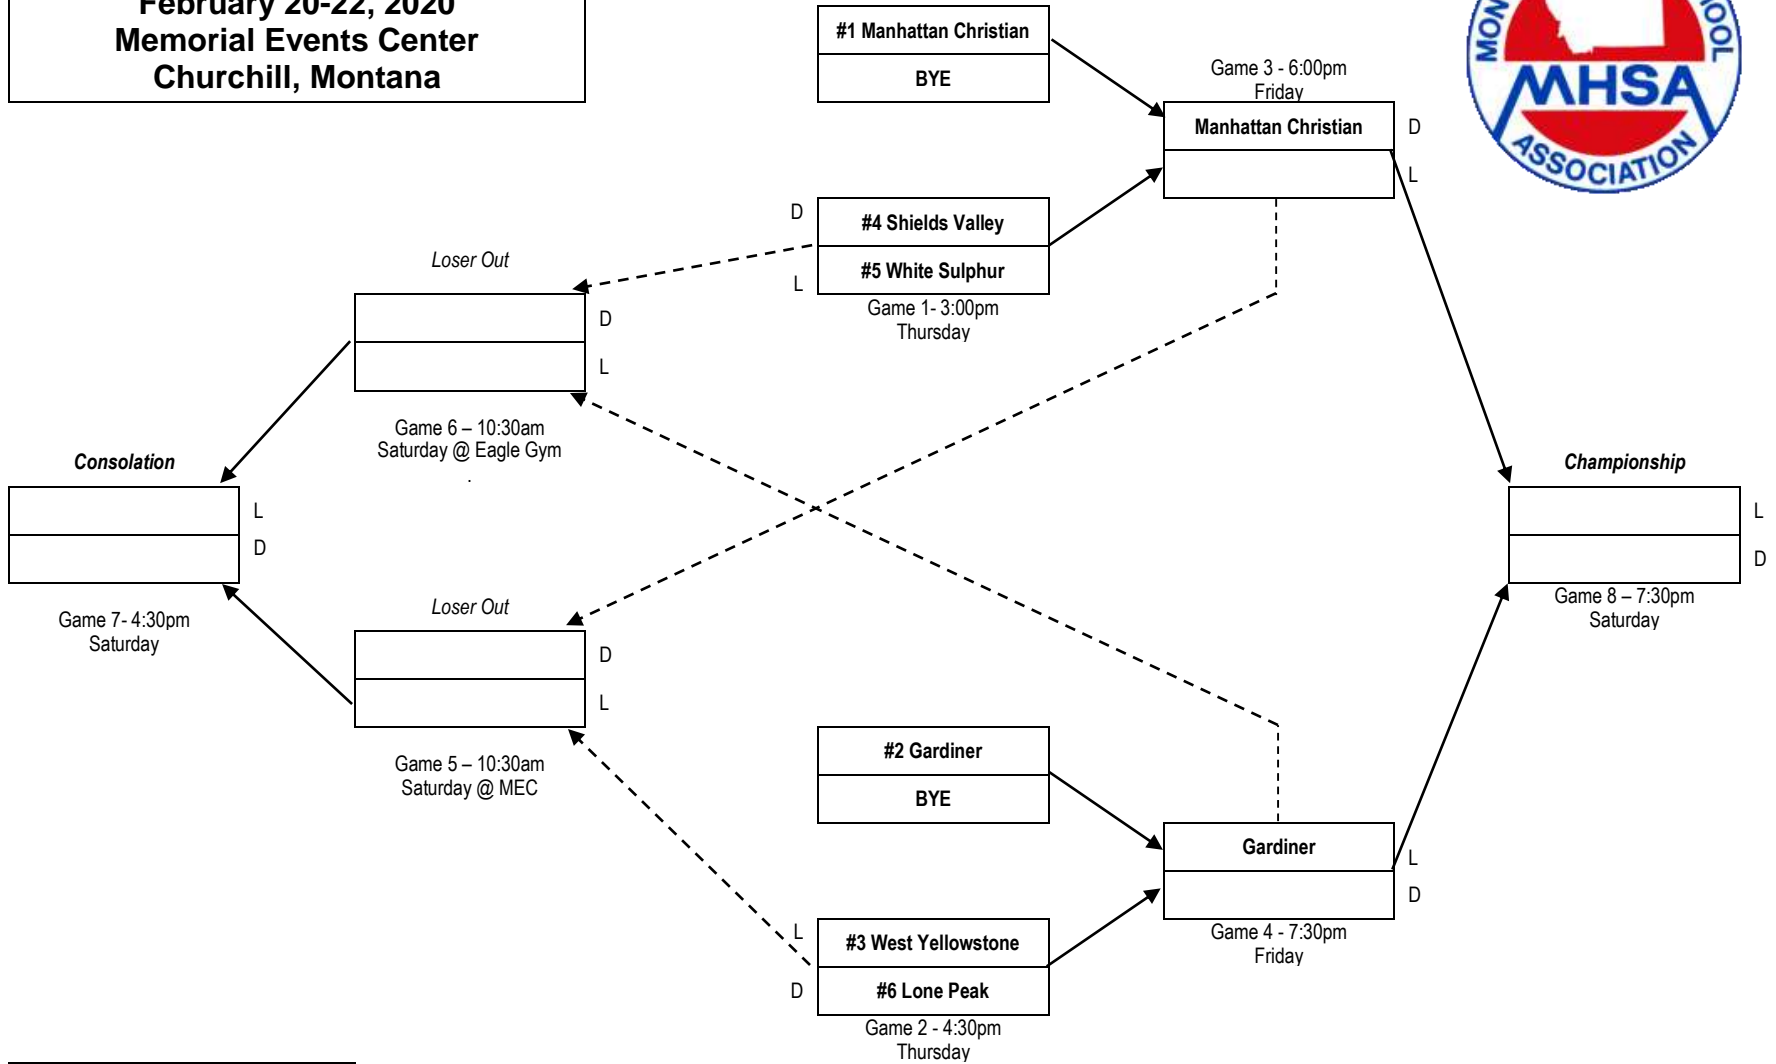 February 20-22, 2020
Memorial Events Center
Churchill, Montana
#1 Manhattan Christian
BYE
Game 3 - 6:00pm
Friday
Manhattan Christian
D
L
MHSA
ASSOCIATION
D
#4 Shields Valley
#5 White Sulphur
L
Game 1- 3:00pm
Thursday
Loser Out
D
L
Game 6 – 10:30am
Saturday @ Eagle Gym
.
Consolation
L
D
Game 7- 4:30pm
Saturday
Championship
L
D
Game 8 – 7:30pm
Saturday
Loser Out
D
L
Game 5 – 10:30am
Saturday @ MEC
#2 Gardiner
BYE
Gardiner
L
D
Game 4 - 7:30pm
Friday
L
#3 West Yellowstone
#6 Lone Peak
D
Game 2 - 4:30pm
Thursday